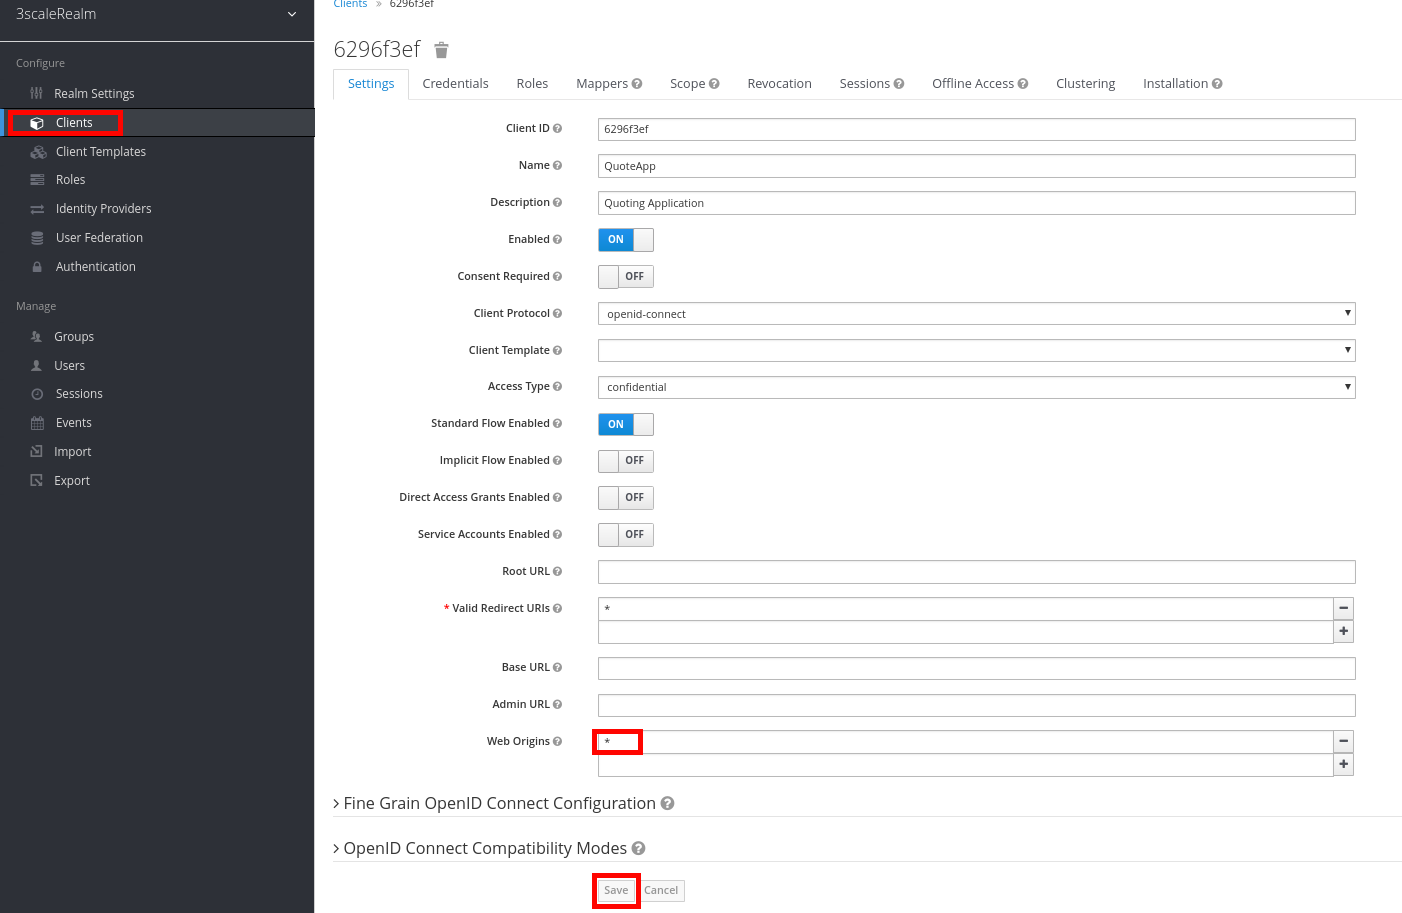 3scaleRealm
Configure
Realm Settings
Clients
Client Templates
Roles
Identity Providers
User Federation
Authentication
Manage
Groups
Users
Sessions
Events
Import
Export
Clients » 6296f3ef
6296f3ef
Settings Credentials Roles Mappers Scope Revocation Sessions Offline Access Clustering Installation
Client ID 6296f3ef
Name QuoteApp
Description Quoting Application
Enabled ON
Consent Required OFF
Client Protocol openid-connect
Client Template
Access Type confidential
Standard Flow Enabled ON
Implicit Flow Enabled OFF
Direct Access Grants Enabled OFF
Service Accounts Enabled OFF
Root URL
* Valid Redirect URIs *
Base URL
Admin URL
Web Origins *
Fine Grain OpenID Connect Configuration
OpenID Connect Compatibility Modes
Save Cancel